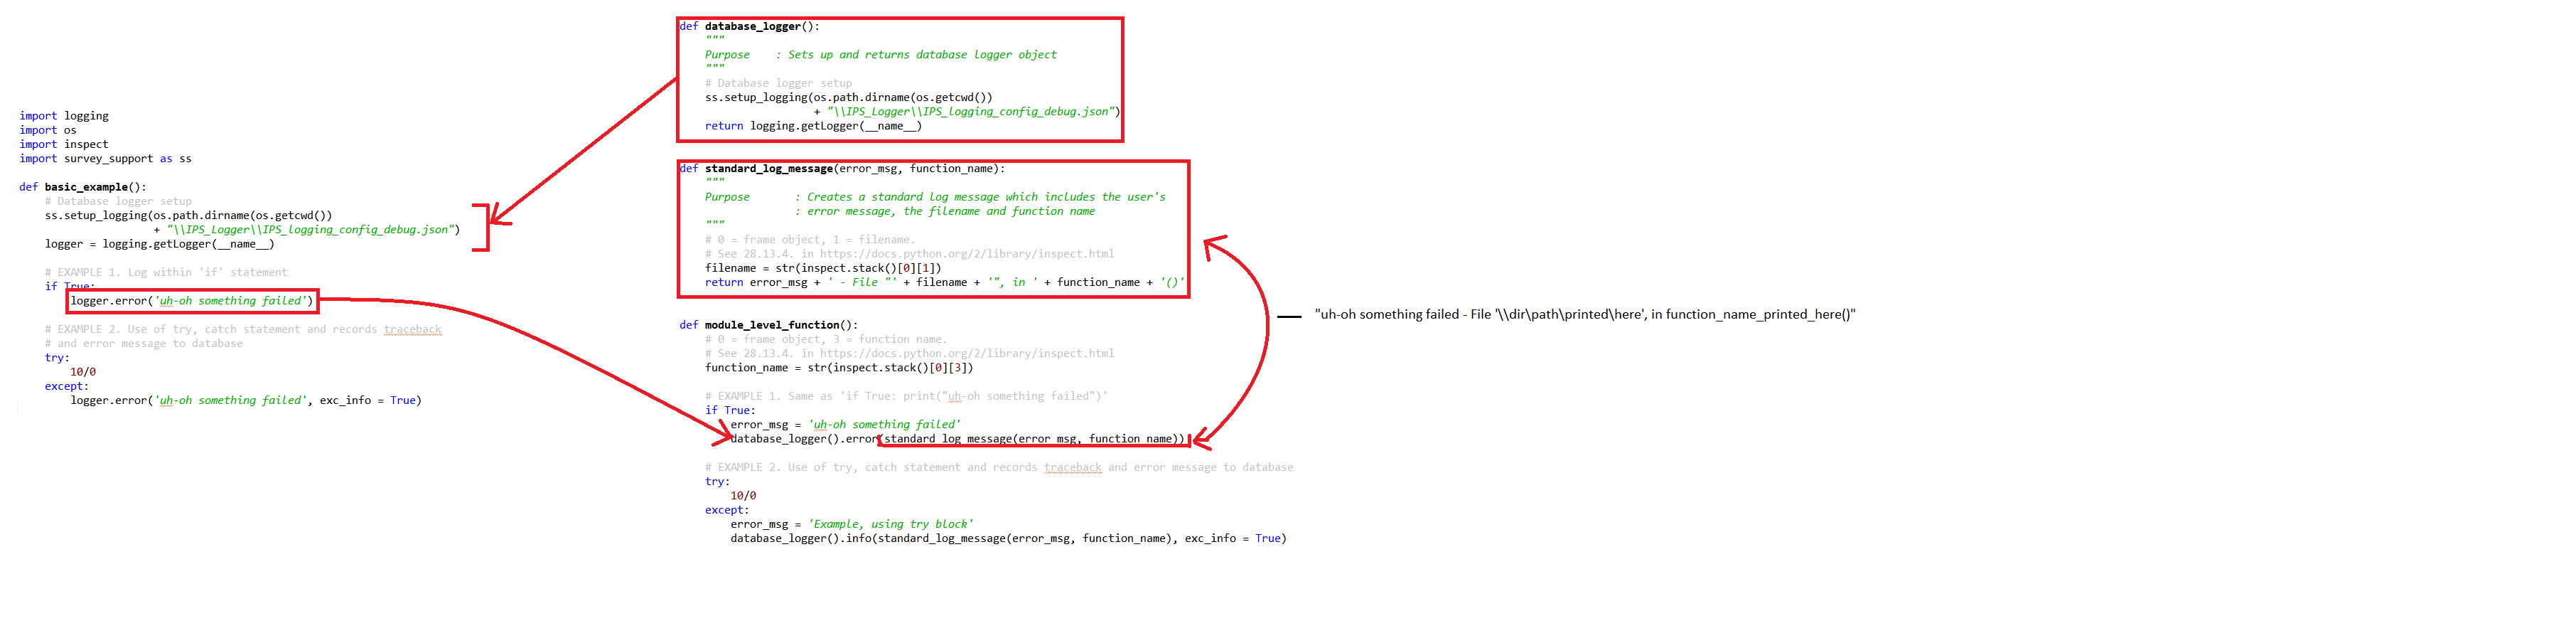 import logging
import os
import inspect
import survey_support as ss
def basic_example():
# Database logger setup
ss.setup_logging(os.path.dirname(os.getcwd())
+ "\\IPS_Logger\\IPS_logging_config_debug.json")
logger = logging.getLogger(__name__)
# EXAMPLE 1. Log within 'if' statement
if True:
logger.error('uh-oh something failed')
# EXAMPLE 2. Use of try, catch statement and records traceback
# and error message to database
try:
10/0
except:
logger.error('uh-oh something failed', exc_info = True)
def database_logger():
"""
Purpose    : Sets up and returns database logger object
"""
# Database logger setup
ss.setup_logging(os.path.dirname(os.getcwd())
+ "\\IPS_Logger\\IPS_logging_config_debug.json")
return logging.getLogger(__name__)
def standard_log_message(error_msg, function_name):
"""
Purpose       : Creates a standard log message which includes the user's
: error message, the filename and function name
"""
# 0 = frame object, 1 = filename.
# See 28.13.4. in https://docs.python.org/2/library/inspect.html
filename = str(inspect.stack()[0][1])
return error_msg + ' - File "' + filename + '", in ' + function_name + '()'
def module_level_function():
# 0 = frame object, 3 = function name.
# See 28.13.4. in https://docs.python.org/2/library/inspect.html
function_name = str(inspect.stack()[0][3])
# EXAMPLE 1. Same as 'if True: print("uh-oh something failed")'
if True:
error_msg = 'uh-oh something failed'
database_logger().error(standard_log_message(error_msg, function_name))
# EXAMPLE 2. Use of try, catch statement and records traceback and error message to database
try:
10/0
except:
error_msg = 'Example, using try block'
database_logger().info(standard_log_message(error_msg, function_name), exc_info = True)
"uh-oh something failed - File '\\dir\path\printed\here', in function_name_printed_here()"